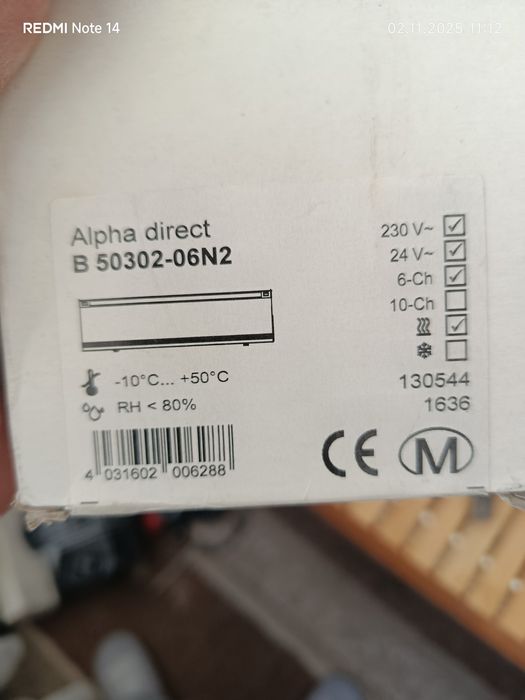 REDMI Note 14
02.11.2025 11:12
Alpha direct
B 50302-06N2
230 V~
24 V~
6-Ch
10-Ch
-10°C... +50°C
RH < 80%
130544
1636
4 031602 006288
CE
M